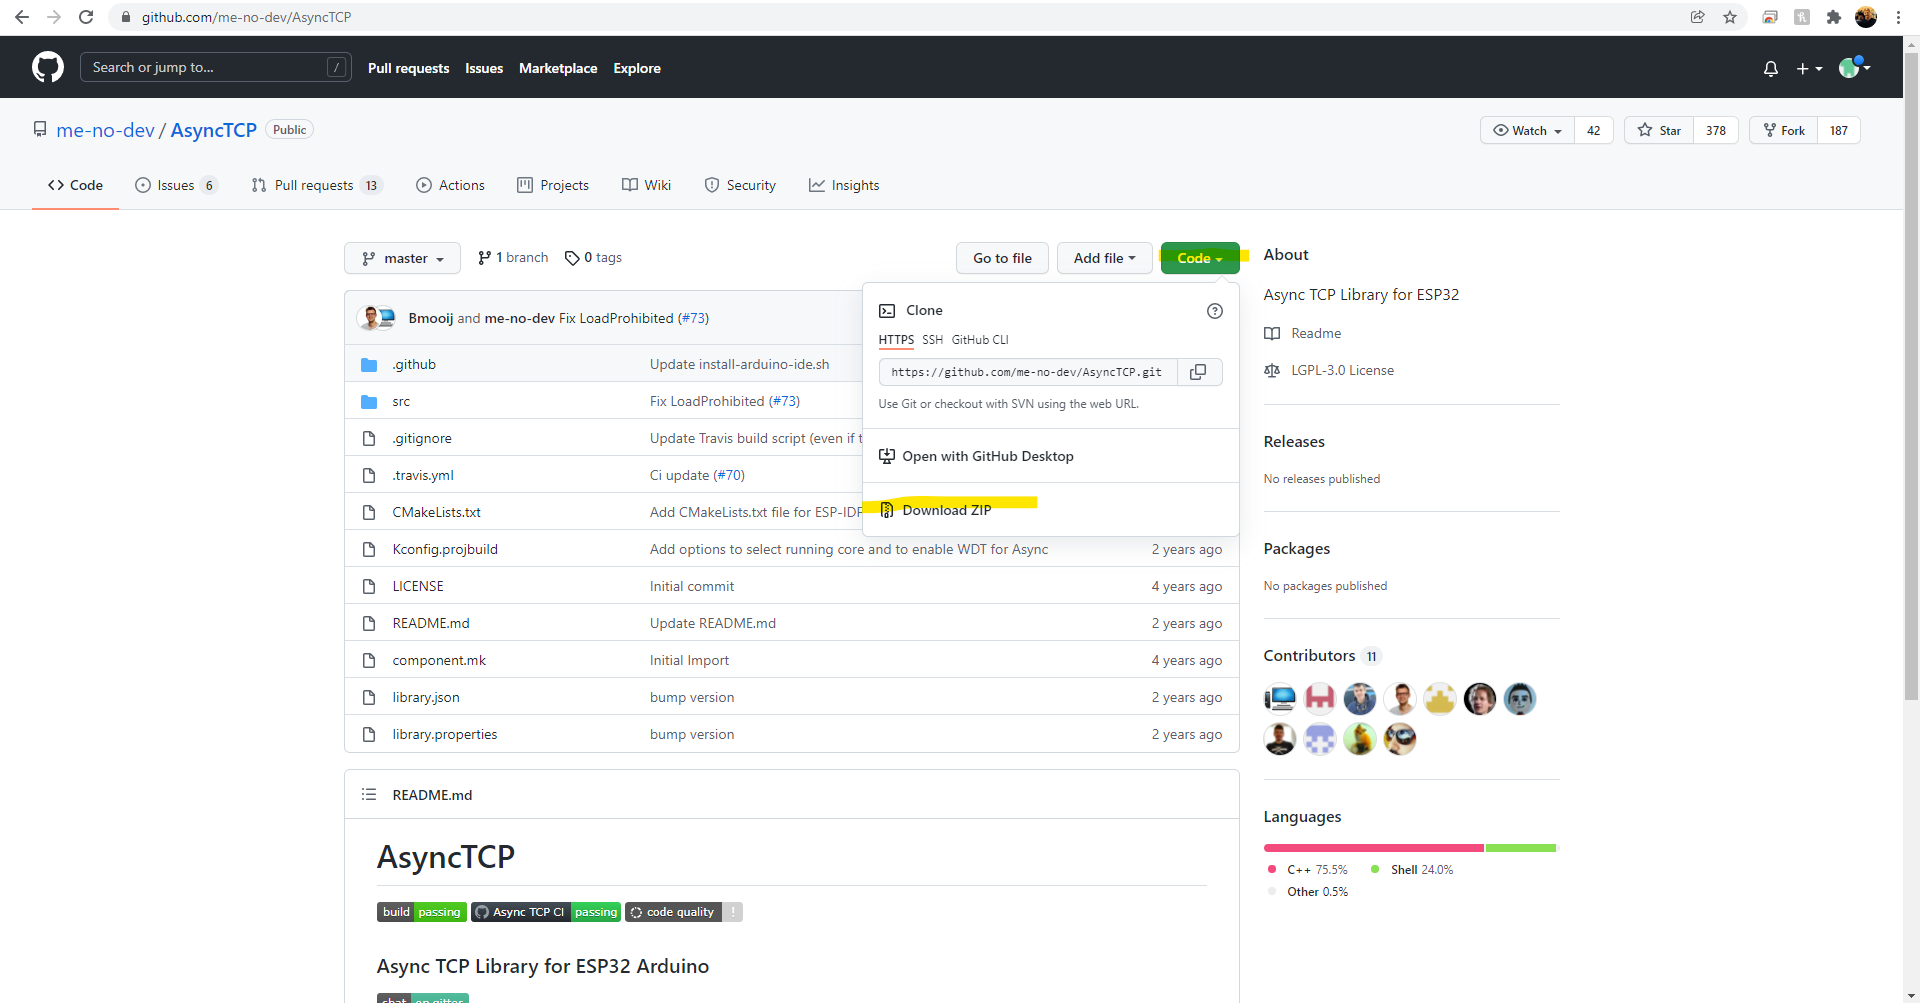 github.com/me-no-dev/AsyncTCP
Search or jump to...
/
Pull requests
Issues
Marketplace
Explore
me-no-dev / AsyncTCP
Public
Watch
42
Star
378
Fork
187
Code
Issues 6
Pull requests 13
Actions
Projects
Wiki
Security
Insights
master
1 branch
0 tags
Go to file
Add file
Code
Bmooij and me-no-dev Fix LoadProhibited (#73)
.github Update install-arduino-ide.sh
src Fix LoadProhibited (#73)
.gitignore Update Travis build script (even if t
.travis.yml Ci update (#70)
CMakeLists.txt Add CMakeLists.txt file for ESP-IDF
Kconfig.projbuild Add options to select running core and to enable WDT for Async 2 years ago
LICENSE Initial commit 4 years ago
README.md Update README.md 2 years ago
component.mk Initial Import 4 years ago
library.json bump version 2 years ago
library.properties bump version 2 years ago
Clone
HTTPS SSH GitHub CLI
https://github.com/me-no-dev/AsyncTCP.git
Use Git or checkout with SVN using the web URL.
Open with GitHub Desktop
Download ZIP
README.md
AsyncTCP
build passing
Async TCP CI passing
code quality !
Async TCP Library for ESP32 Arduino
chat on gitter
About
Async TCP Library for ESP32
Readme
LGPL-3.0 License
Releases
No releases published
Packages
No packages published
Contributors 11
Languages
C++ 75.5%
Shell 24.0%
Other 0.5%